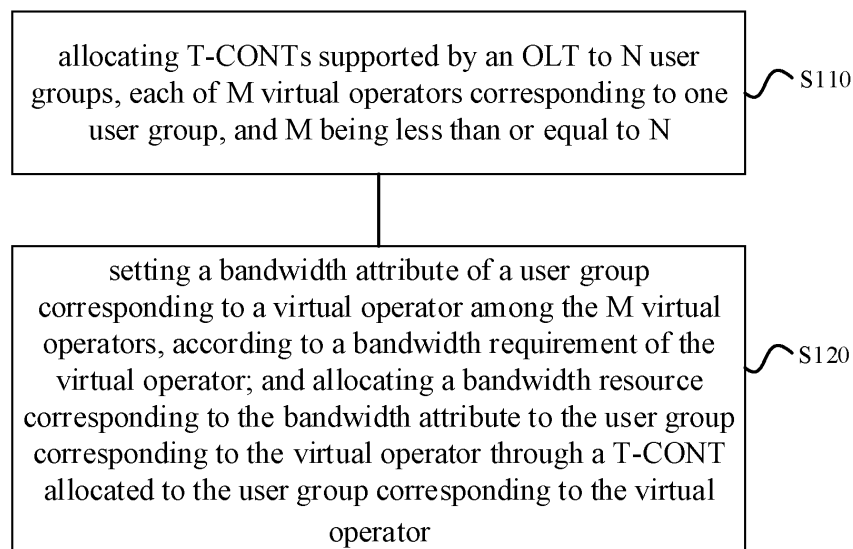 allocating T-CONTs supported by an OLT to N user
groups, each of M virtual operators corresponding to one
user group, and M being less than or equal to N
S110
setting a bandwidth attribute of a user group
corresponding to a virtual operator among the M virtual
operators, according to a bandwidth requirement of the
virtual operator; and allocating a bandwidth resource
corresponding to the bandwidth attribute to the user group
corresponding to the virtual operator through a T-CONT
allocated to the user group corresponding to the virtual
operator
S120